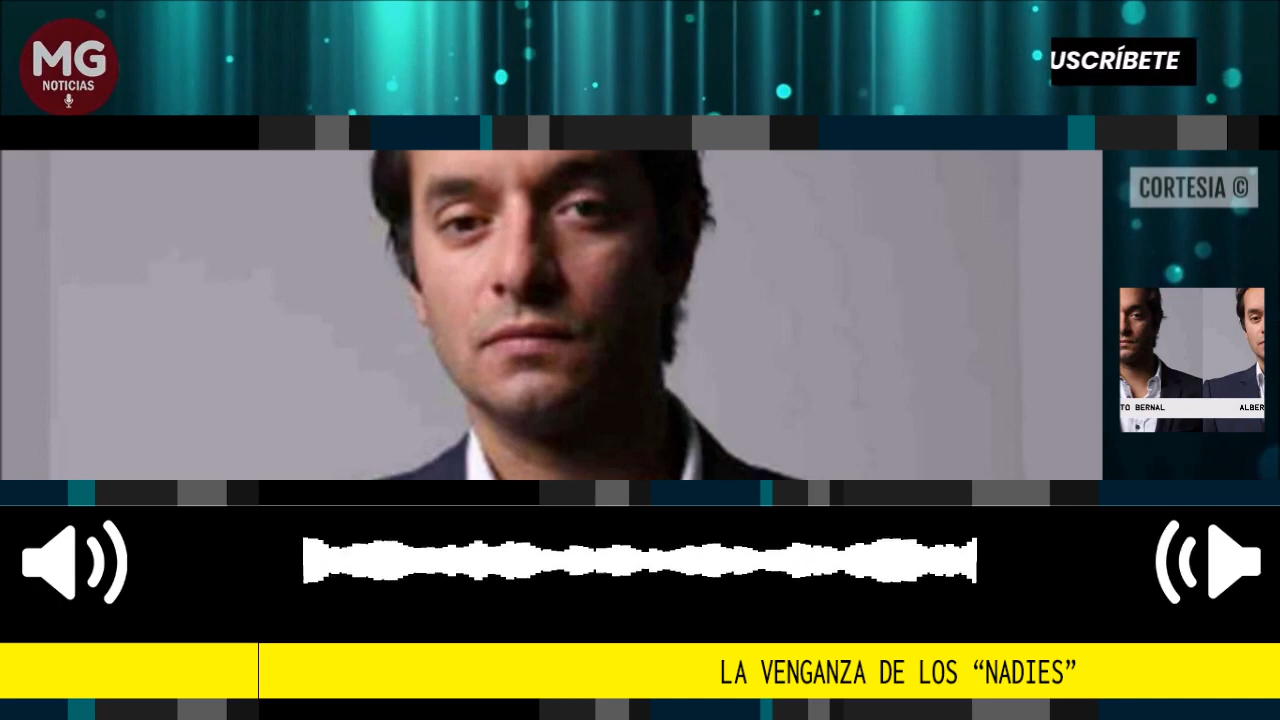 MG
NOTICIAS
USCRÍBETE
CORTESIA ©
TO BERNAL
ALBER
LA VENGANZA DE LOS “NADIES”